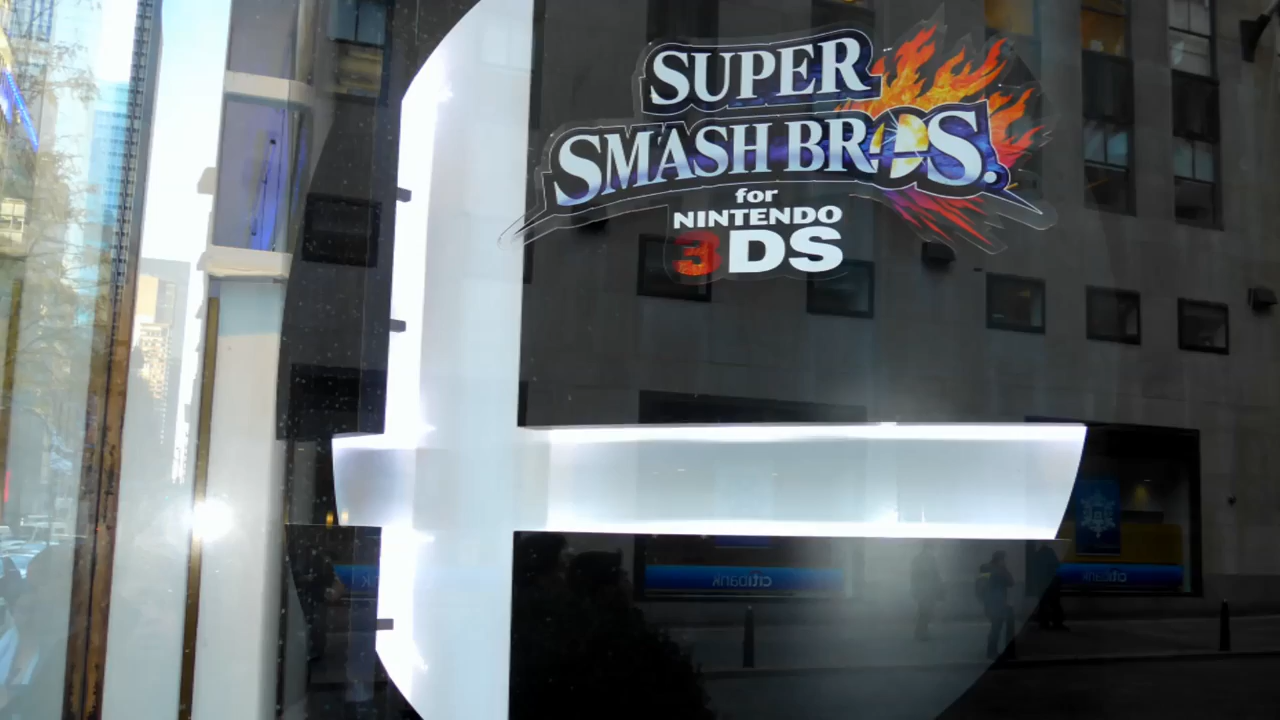 SUPER
SMASH BROS.
for
NINTENDO
3DS
citibank
citibank